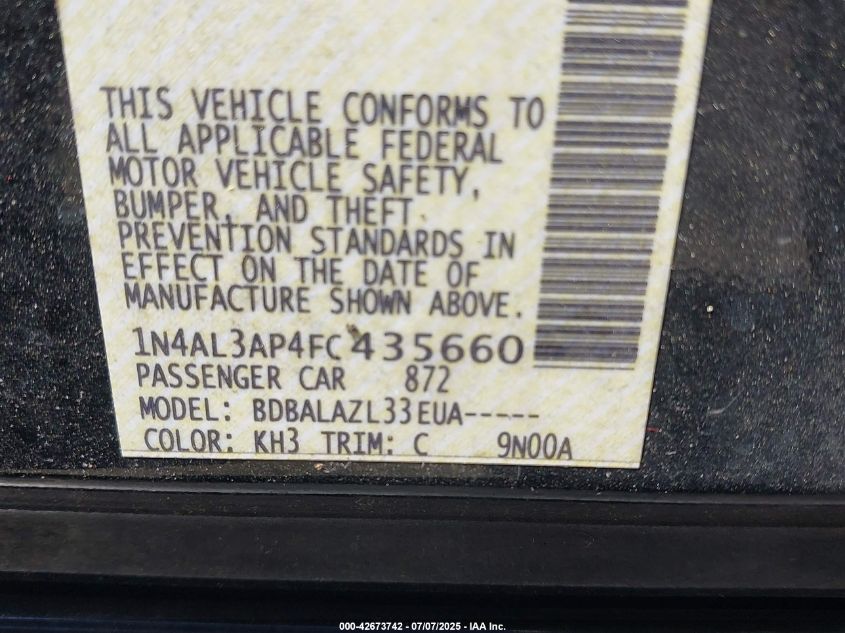 THIS VEHICLE CONFORMS TO
ALL APPLICABLE FEDERAL
MOTOR VEHICLE SAFETY,
BUMPER, AND THEFT
PREVENTION STANDARDS IN
EFFECT ON THE DATE OF
MANUFACTURE SHOWN ABOVE.
1N4AL3AP4FC435660
PASSENGER CAR 872
MODEL: BDBALAZL33EUA-----
COLOR: KH3 TRIM: C 9N00A
000-42673742 - 07/07/2025 - IAA Inc.